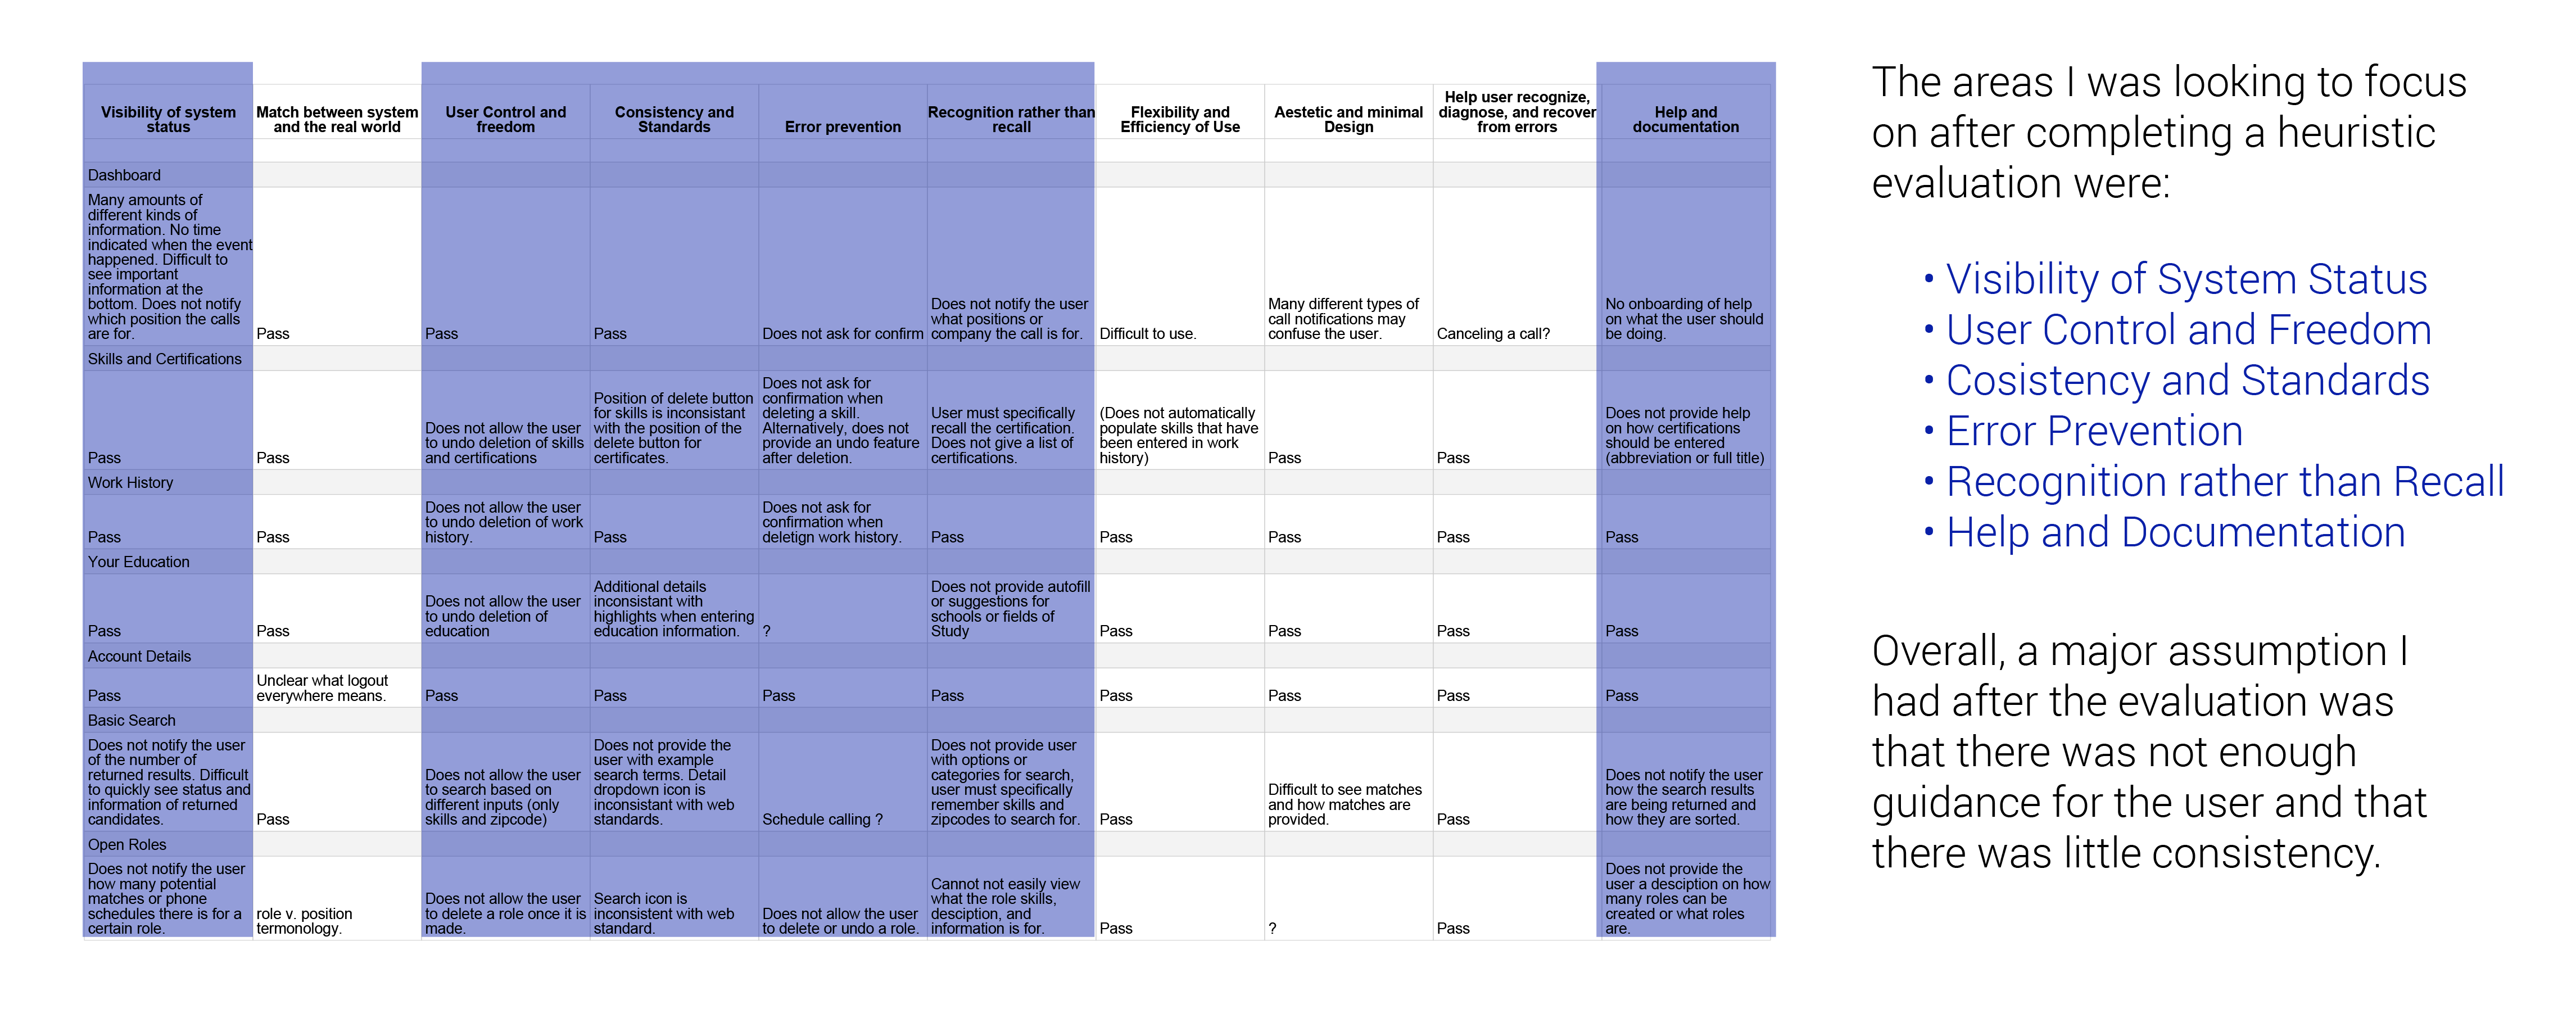 Visibility of system
status
Match between system
and the real world
User Control and
freedom
Consistency and
Standards
Error prevention
Recognition rather than
recall
Flexibility and
Efficiency of Use
Aestetic and minimal
Design
Help user recognize,
diagnose, and recover
from errors
Help and
documentation
Dashboard
Many amounts of
different kinds of
information. No time
indicated when the event
happened. Difficult to
see important
information at the
bottom. Does not notify
which position the calls
are for.
Pass
Pass
Pass
Does not ask for confirm
Does not notify the user
what positions or
company the call is for.
Difficult to use.
Many different types of
call notifications may
confuse the user.
Canceling a call?
No onboarding of help
on what the user should
be doing.
Skills and Certifications
Pass
Pass
Does not allow the user
to undo deletion of skills
and certifications
Position of delete button
for skills is inconsistant
with the position of the
delete button for
certificates.
Does not ask for
confirmation when
deleting a skill.
Alternatively, does not
provide an undo feature
after deletion.
User must specifically
recall the certification.
Does not give a list of
certifications.
(Does not automatically
populate skills that have
been entered in work
history)
Pass
Pass
Does not provide help
on how certifications
should be entered
(abbreviation or full title)
Work History
Pass
Pass
Does not allow the user
to undo deletion of work
history.
Pass
Does not ask for
confirmation when
deletign work history.
Pass
Pass
Pass
Pass
Pass
Your Education
Pass
Pass
Does not allow the user
to undo deletion of
education
Additional details
inconsistant with
highlights when entering
education information.
?
Does not provide autofill
or suggestions for
schools or fields of
Study
Pass
Pass
Pass
Pass
Account Details
Pass
Unclear what logout
everywhere means.
Pass
Pass
Pass
Pass
Pass
Pass
Pass
Pass
Basic Search
Does not notify the user
of the number of
returned results. Difficult
to quickly see status and
information of returned
candidates.
Pass
Does not allow the user
to search based on
different inputs (only
skills and zipcode)
Does not provide the
user with example
search terms. Detail
dropdown icon is
inconsistant with web
standards.
Schedule calling ?
Does not provide user
with options or
categories for search,
user must specifically
remember skills and
zipcodes to search for.
Pass
Difficult to see matches
and how matches are
provided.
Pass
Does not notify the user
how the search results
are being returned and
how they are sorted.
Open Roles
Does not notify the user
how many potential
matches or phone
schedules there is for a
certain role.
role v. position
termonology.
Does not allow the user
to delete a role once it is
made.
Search icon is
inconsistent with web
standard.
Does not allow the user
to delete or undo a role.
Cannot not easily view
what the role skills,
desciption, and
information is for.
Pass
?
Pass
Does not provide the
user a desciption on how
many roles can be
created or what roles
are.
The areas I was looking to focus
on after completing a heuristic
evaluation were:
• Visibility of System Status
• User Control and Freedom
• Cosistency and Standards
• Error Prevention
• Recognition rather than Recall
• Help and Documentation
Overall, a major assumption I
had after the evaluation was
that there was not enough
guidance for the user and that
there was little consistency.